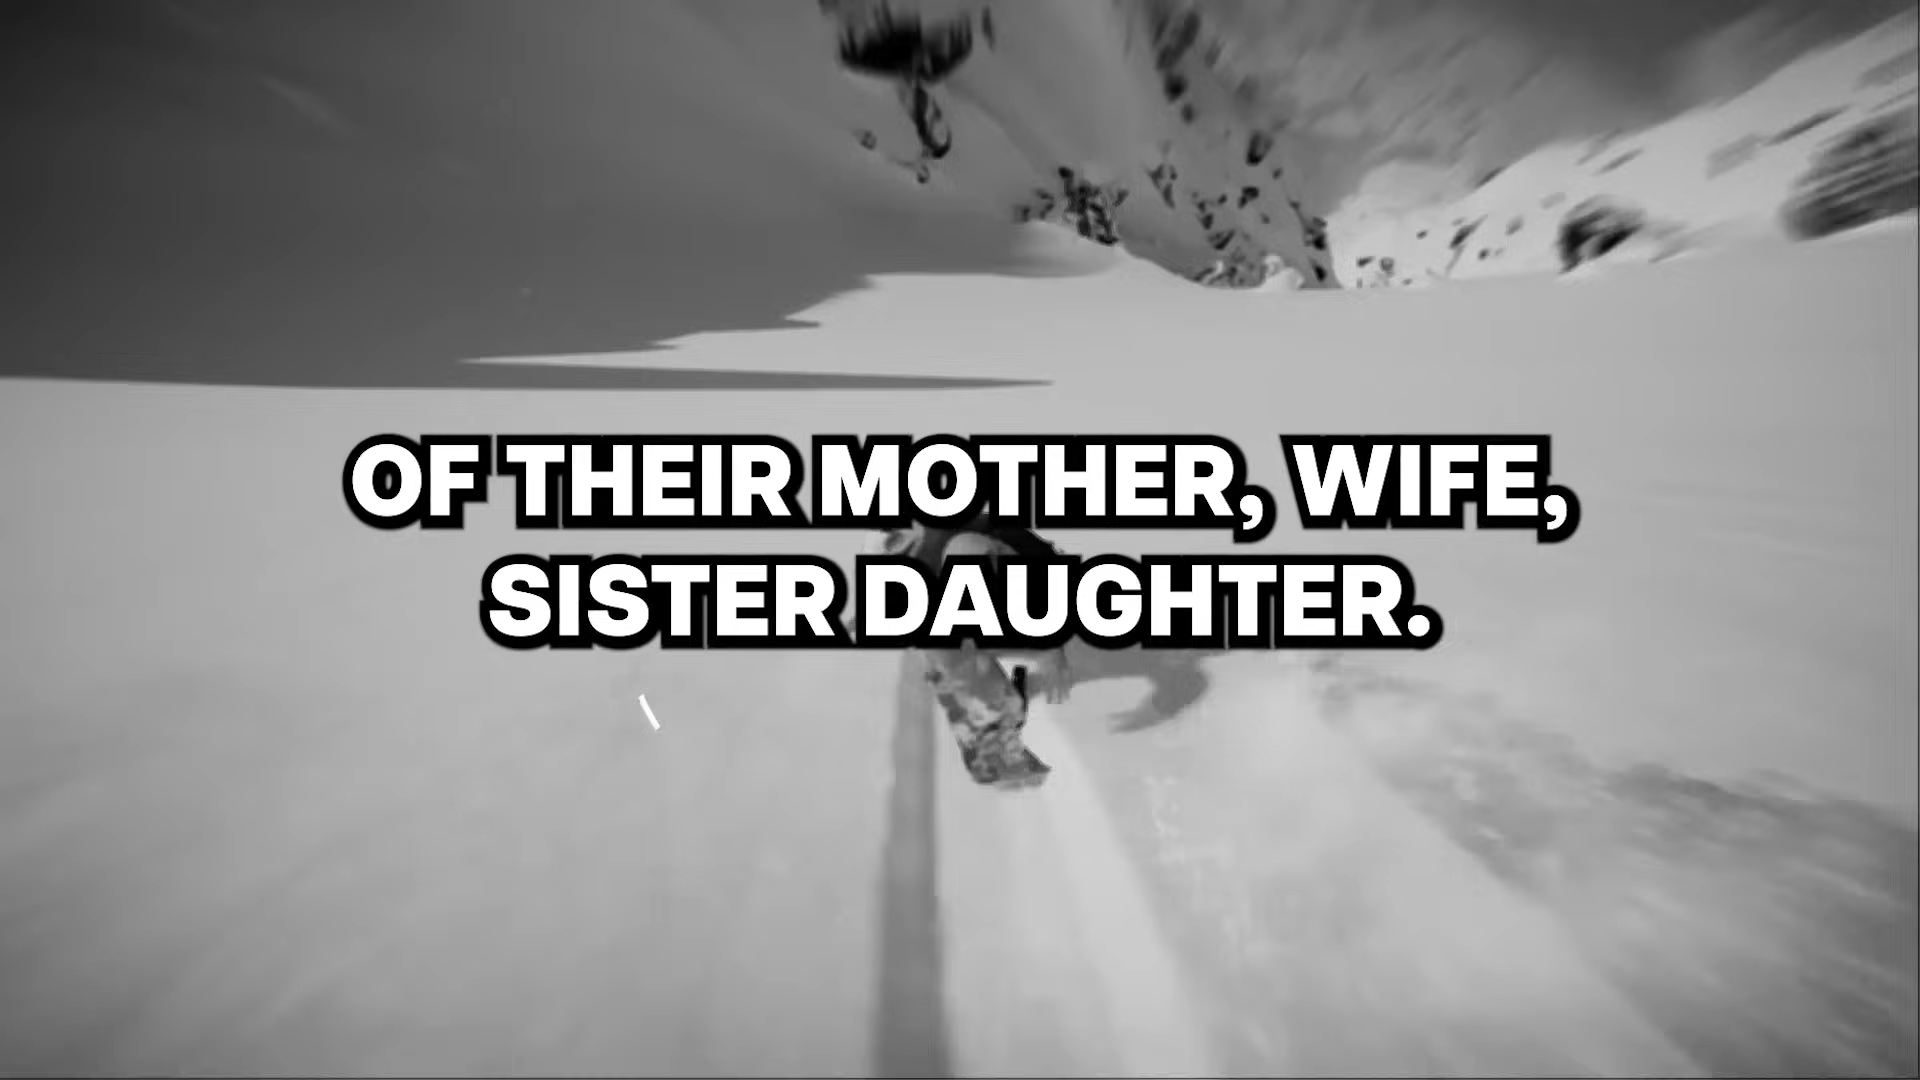 OF THEIR MOTHER, WIFE,
SISTER DAUGHTER.